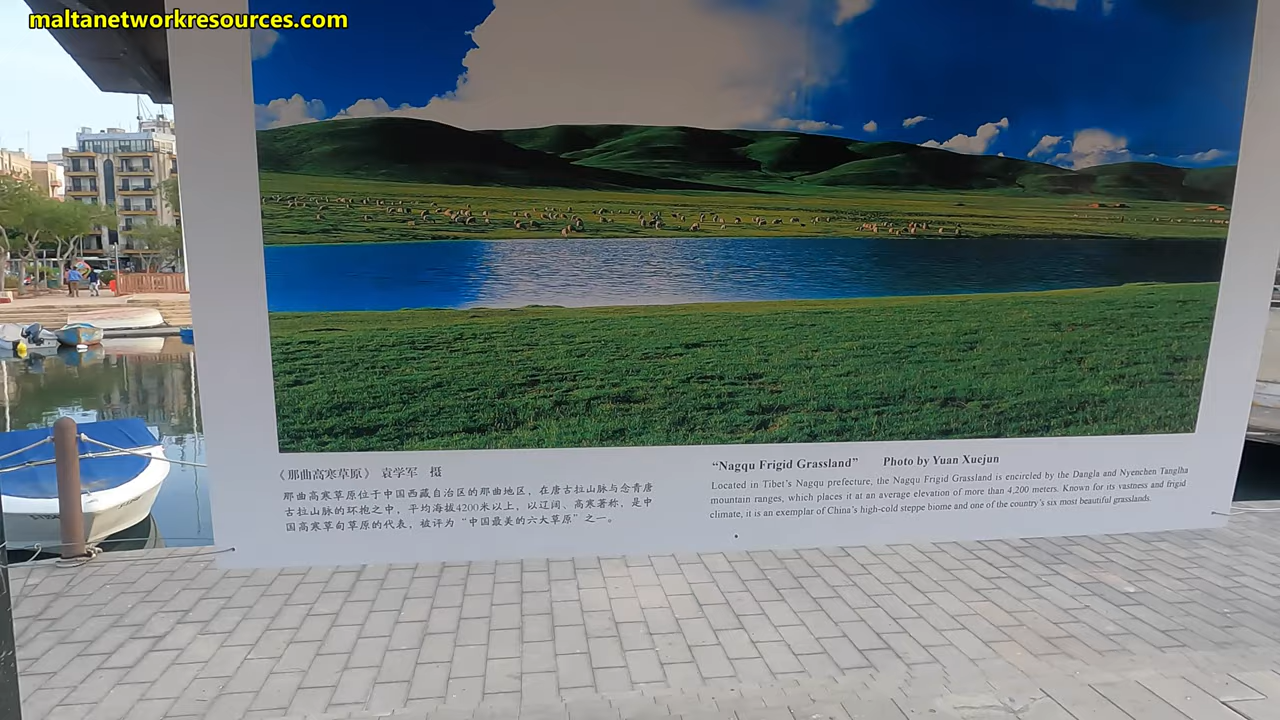 maltanetworkresources.com
《那曲高寒草原》 袁学军 摄
那曲高寒草原位于中国西藏自治区的那曲地区，在唐古拉山脉与念青唐
古拉山脉的环抱之中，平均海拔4200米以上，以辽阔、高寒著称，是中
国高寒草甸草原的代表，被评为“中国最美的六大草原”之一。
“Nagqu Frigid Grassland” Photo by Yuan Xuejun
Located in Tibet's Nagqu prefecture, the Nagqu Frigid Grassland is encircled by the Dangla and Nyenchen Tanglha
mountain ranges, which places it at an average elevation of more than 4,200 meters. Known for its vastness and frigid
climate, it is an exemplar of China's high-cold steppe biome and one of the country's six most beautiful grasslands.